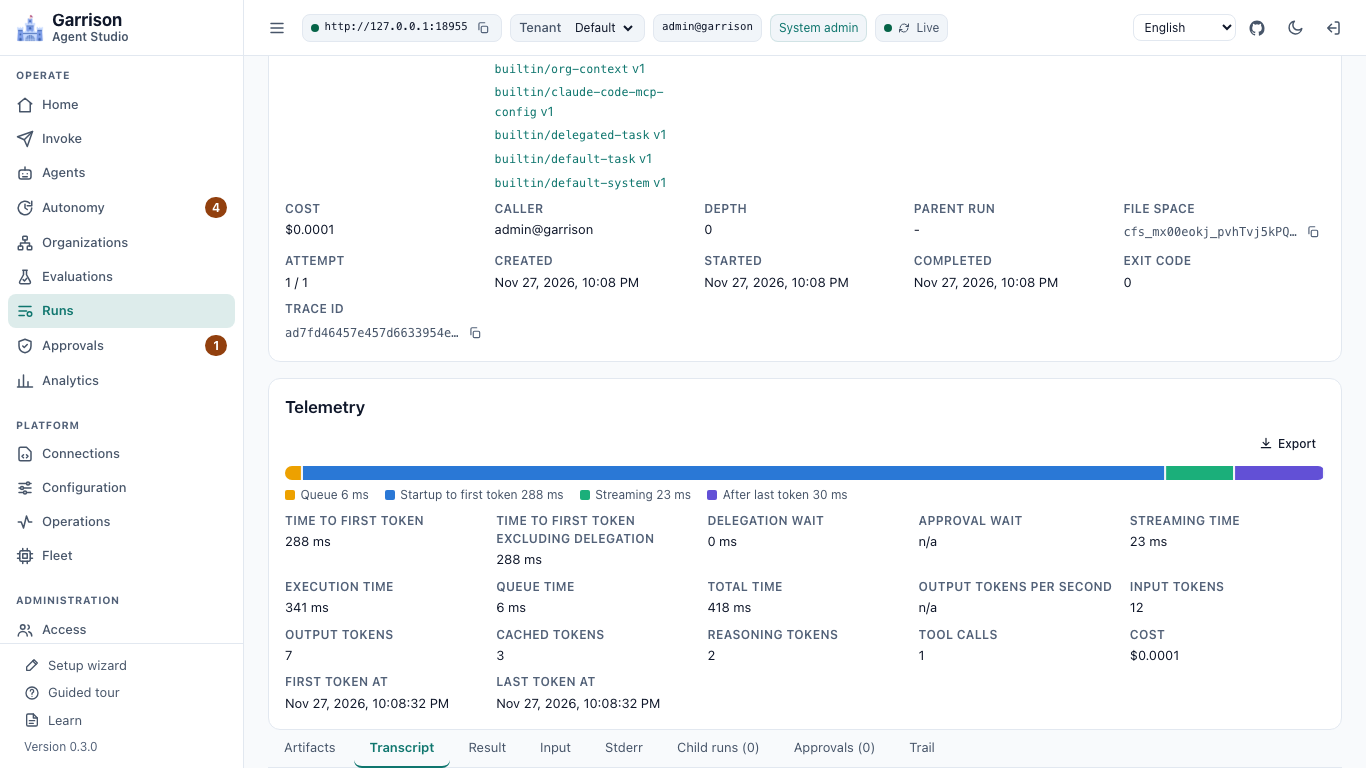 Garrison
Agent Studio
http://127.0.0.1:18955
Tenant Default
admin@garrison
System admin
Live
English
OPERATE
Home
Invoke
Agents
Autonomy 4
Organizations
Evaluations
Runs
Approvals 1
Analytics
PLATFORM
Connections
Configuration
Operations
Fleet
ADMINISTRATION
Access
Setup wizard
Guided tour
Learn
Version 0.3.0
builtin/org-context v1
builtin/claude-code-mcp-
config v1
builtin/delegated-task v1
builtin/default-task v1
builtin/default-system v1
COST
$0.0001
CALLER
admin@garrison
DEPTH
0
PARENT RUN
-
FILE SPACE
cfs_mx00eokj_pvhTvj5kPQ…
ATTEMPT
1 / 1
CREATED
Nov 27, 2026, 10:08 PM
STARTED
Nov 27, 2026, 10:08 PM
COMPLETED
Nov 27, 2026, 10:08 PM
EXIT CODE
0
TRACE ID
ad7fd46457e457d6633954e…
Telemetry
Export
Queue 6 ms
Startup to first token 288 ms
Streaming 23 ms
After last token 30 ms
TIME TO FIRST TOKEN
288 ms
TIME TO FIRST TOKEN
EXCLUDING DELEGATION
288 ms
DELEGATION WAIT
0 ms
APPROVAL WAIT
n/a
STREAMING TIME
23 ms
EXECUTION TIME
341 ms
QUEUE TIME
6 ms
TOTAL TIME
418 ms
OUTPUT TOKENS PER SECOND
n/a
INPUT TOKENS
12
OUTPUT TOKENS
7
CACHED TOKENS
3
REASONING TOKENS
2
TOOL CALLS
1
COST
$0.0001
FIRST TOKEN AT
Nov 27, 2026, 10:08:32 PM
LAST TOKEN AT
Nov 27, 2026, 10:08:32 PM
Artifacts
Transcript
Result
Input
Stderr
Child runs (0)
Approvals (0)
Trail